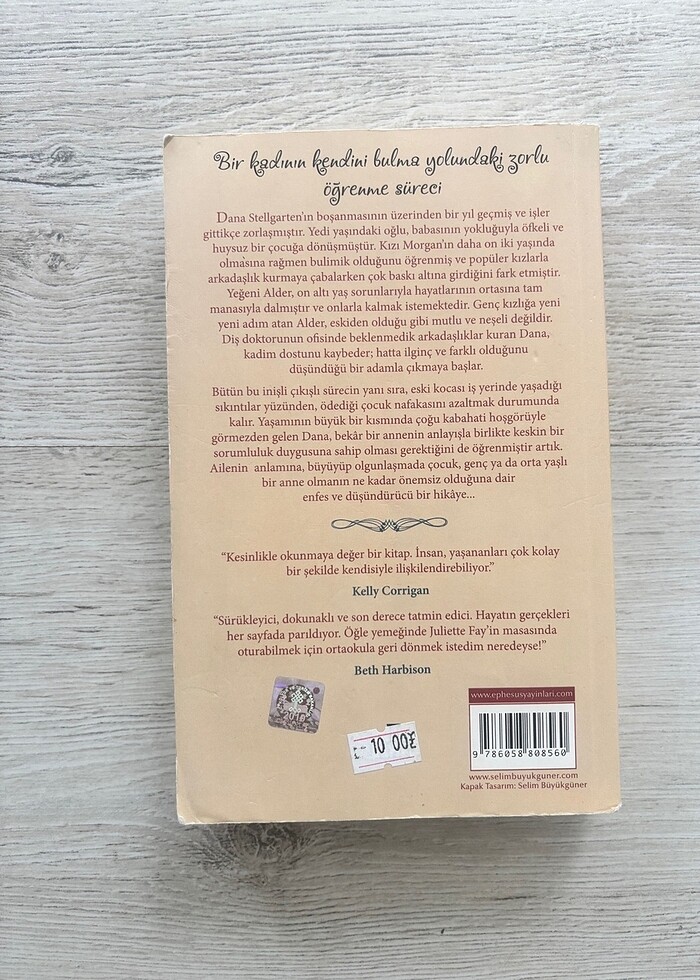 Bir kadının kendini bulma yolundaki zorlu
öğrenme süreci
Dana Stellgarten'ın boşanmasının üzerinden bir yıl geçmiş ve işler
gittikçe zorlaşmıştır. Yedi yaşındaki oğlu, babasının yokluğuyla öfkeli ve
huysuz bir çocuğa dönüşmüştür. Kızı Morgan'ın daha on iki yaşında
olmasına rağmen bulimik olduğunu öğrenmiş ve popüler kızlarla
arkadaşlık kurmaya çabalarken çok baskı altına girdiğini fark etmiştir.
Yeğeni Alder, on altı yaş sorunlarıyla hayatlarının ortasına tam
manasıyla dalmıştır ve onlarla kalmak istemektedir. Genç kızlığa yeni
yeni adım atan Alder, eskiden olduğu gibi mutlu ve neşeli değildir.
Diş doktorunun ofisinde beklenmedik arkadaşlıklar kuran Dana,
kadim dostunu kaybeder; hatta ilginç ve farklı olduğunu
düşündüğü bir adamla çıkmaya başlar.
Bütün bu inişli çıkışlı sürecin yanı sıra, eski kocası iş yerinde yaşadığı
sıkıntılar yüzünden, ödediği çocuk nafakasını azaltmak durumunda
kalır. Yaşamının büyük bir kısmında çoğu kabahati hoşgörüyle
görmezden gelen Dana, bekâr bir annenin anlayışla birlikte keskin bir
sorumluluk duygusuna sahip olması gerektiğini de öğrenmiştir artık.
Ailenin anlamına, büyüyüp olgunlaşmada çocuk, genç ya da orta yaşlı
bir anne olmanın ne kadar önemsiz olduğuna dair
enfes ve düşündürücü bir hikâye...
“Kesinlikle okunmaya değer bir kitap. İnsan, yaşananları çok kolay
bir şekilde kendisiyle ilişkilendirebiliyor.”
Kelly Corrigan
“Sürükleyici, dokunaklı ve son derece tatmin edici. Hayatın gerçekleri
her sayfada parıldıyor. Öğle yemeğinde Juliette Fay'in masasında
oturabilmek için ortaokula geri dönmek istedim neredeyse!”
Beth Harbison
www.ephesusyayinlari.com
10 00₺
9 786058 808560
www.selimbuyukguner.com
Kapak Tasarım: Selim Büyükgüner